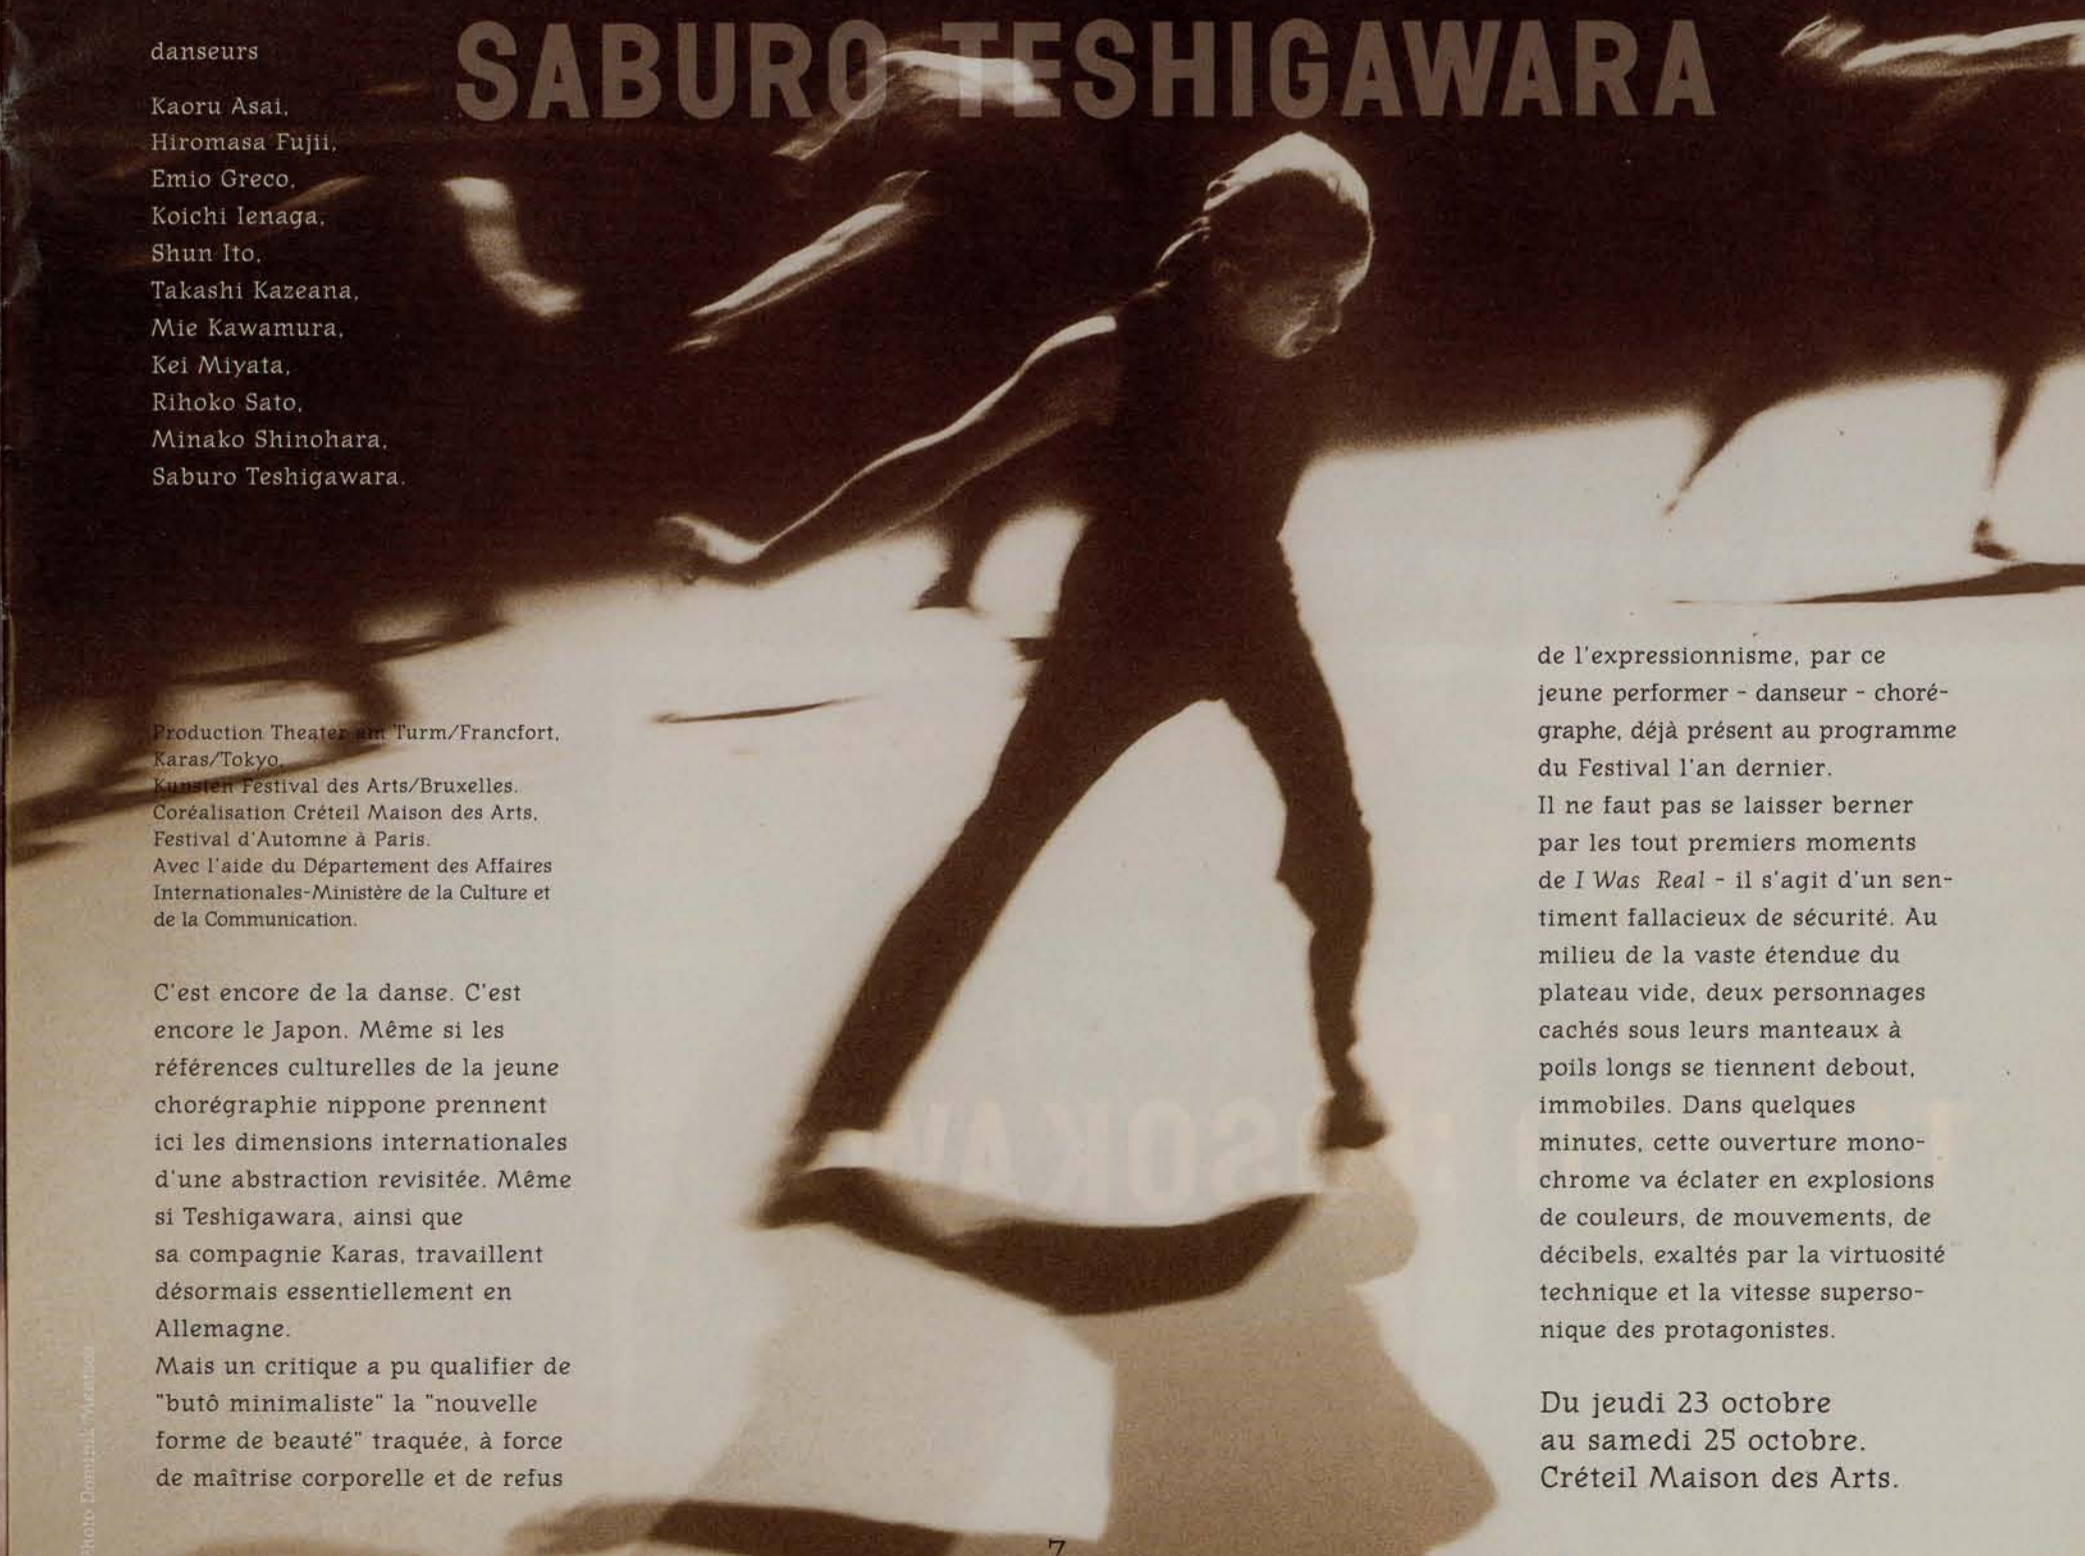 SABURO TESHIGAWARA
danseurs
Kaoru Asai,
Hiromasa Fujii,
Emio Greco,
Koichi Ienaga,
Shun Ito,
Takashi Kazeana,
Mie Kawamura,
Kei Miyata,
Rihoko Sato,
Minako Shinohara,
Saburo Teshigawara.
Production Theater am Turm/Francfort,
Karas/Tokyo,
Kunsten Festival des Arts/Bruxelles.
Coréalisation Créteil Maison des Arts,
Festival d'Automne à Paris.
Avec l'aide du Département des Affaires
Internationales-Ministère de la Culture et
de la Communication.
C'est encore de la danse. C'est
encore le Japon. Même si les
références culturelles de la jeune
chorégraphie nippone prennent
ici les dimensions internationales
d'une abstraction revisitée. Même
si Teshigawara, ainsi que
sa compagnie Karas, travaillent
désormais essentiellement en
Allemagne.
Mais un critique a pu qualifier de
"butô minimaliste" la "nouvelle
forme de beauté" traquée, à force
de maîtrise corporelle et de refus
de l'expressionnisme, par ce
jeune performer - danseur - choré-
graphe, déjà présent au programme
du Festival l'an dernier.
Il ne faut pas se laisser berner
par les tout premiers moments
de I Was Real - il s'agit d'un sen-
timent fallacieux de sécurité. Au
milieu de la vaste étendue du
plateau vide, deux personnages
cachés sous leurs manteaux à
poils longs se tiennent debout,
immobiles. Dans quelques
minutes, cette ouverture mono-
chrome va éclater en explosions
de couleurs, de mouvements, de
décibels, exaltés par la virtuosité
technique et la vitesse superso-
nique des protagonistes.
Du jeudi 23 octobre
au samedi 25 octobre.
Créteil Maison des Arts.
Photo Dominik Mentzos
7